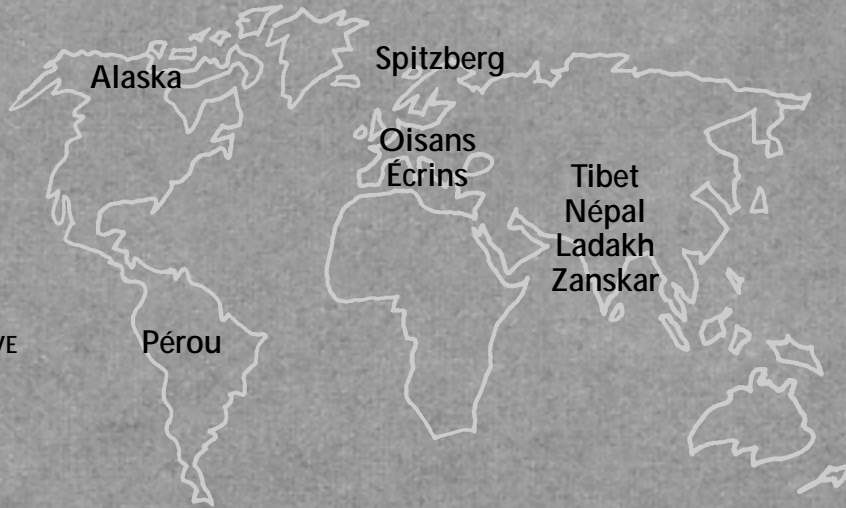 Spitzberg
Alaska
Oisans
Écrins
Tibet
Népal
Ladakh
Zanskar
Pérou